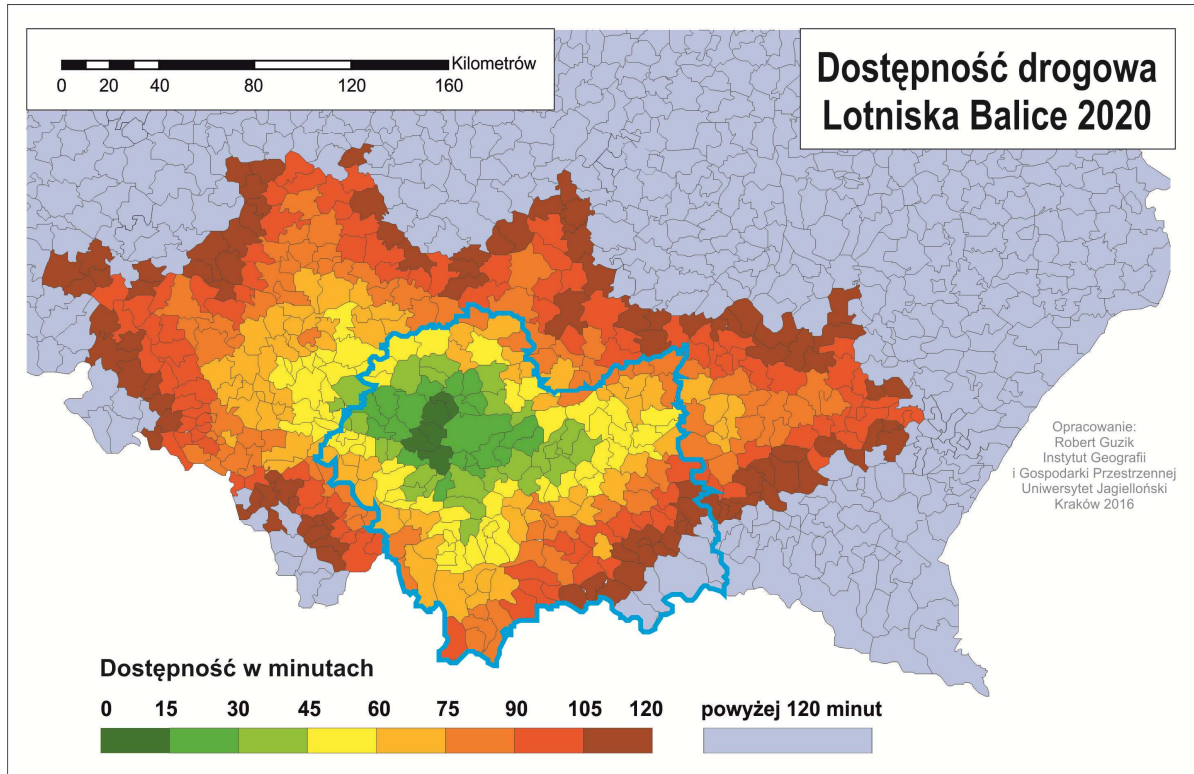 Kilometrów
0 20 40 80 120 160
Dostępność drogowa
Lotniska Balice 2020
Opracowanie:
Robert Guzik
Instytut Geografii
i Gospodarki Przestrzennej
Uniwersytet Jagielloński
Kraków 2016
Dostępność w minutach
0 15 30 45 60 75 90 105 120 powyżej 120 minut